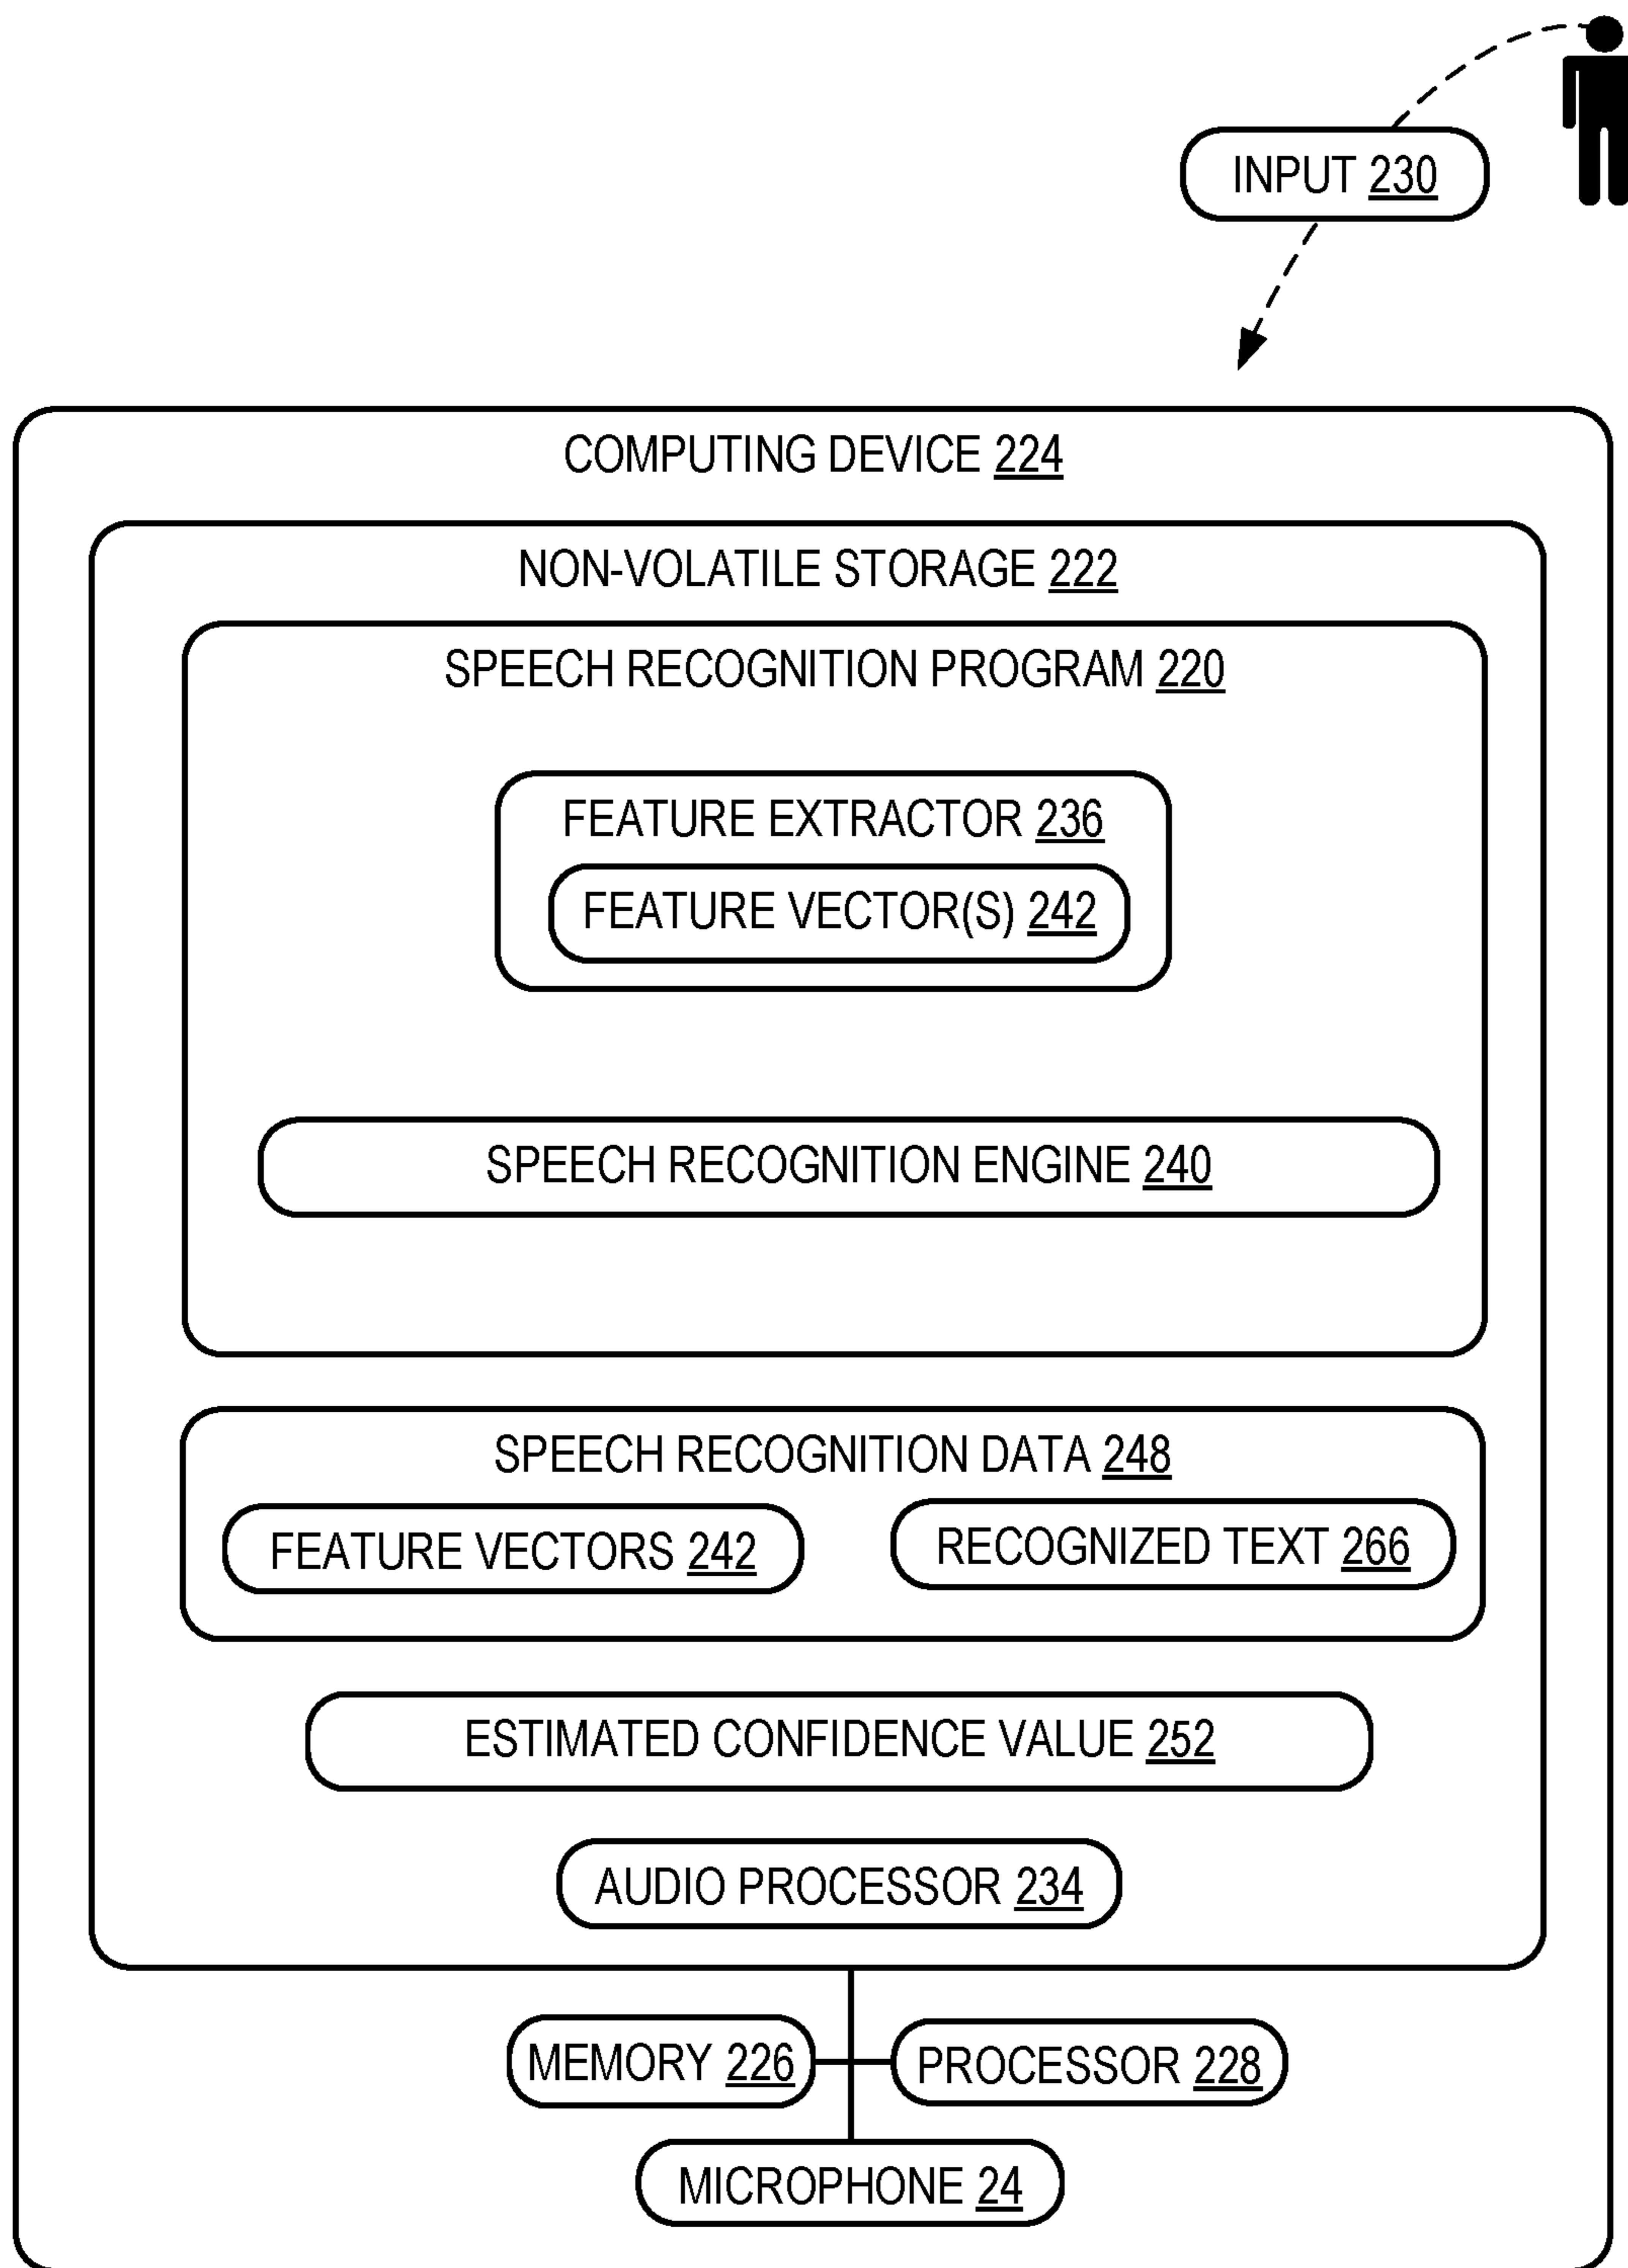 INPUT 230
COMPUTING DEVICE 224
NON-VOLATILE STORAGE 222
SPEECH RECOGNITION PROGRAM 220
FEATURE EXTRACTOR 236
FEATURE VECTOR(S) 242
SPEECH RECOGNITION ENGINE 240
SPEECH RECOGNITION DATA 248
FEATURE VECTORS 242
RECOGNIZED TEXT 266
ESTIMATED CONFIDENCE VALUE 252
AUDIO PROCESSOR 234
MEMORY 226
PROCESSOR 228
MICROPHONE 24